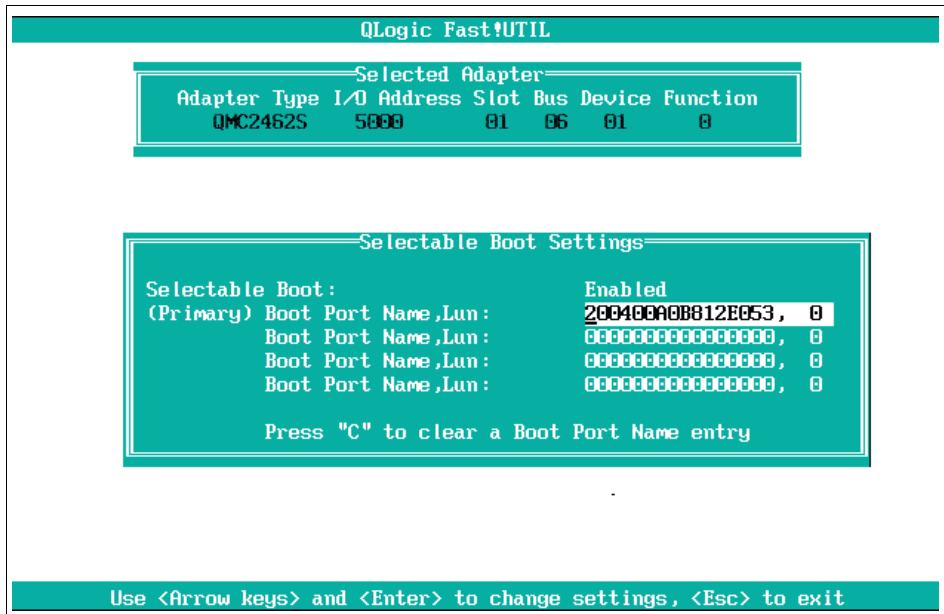 QLogic Fast!UTIL
Selected Adapter
Adapter Type I/O Address Slot Bus Device Function
QMC2462S 5000 01 06 01 0
Selectable Boot Settings
Selectable Boot: Enabled
(Primary) Boot Port Name,Lun: 200400A0B812E053, 0
Boot Port Name,Lun: 0000000000000000, 0
Boot Port Name,Lun: 0000000000000000, 0
Boot Port Name,Lun: 0000000000000000, 0
Press "C" to clear a Boot Port Name entry
Use <Arrow keys> and <Enter> to change settings, <Esc> to exit